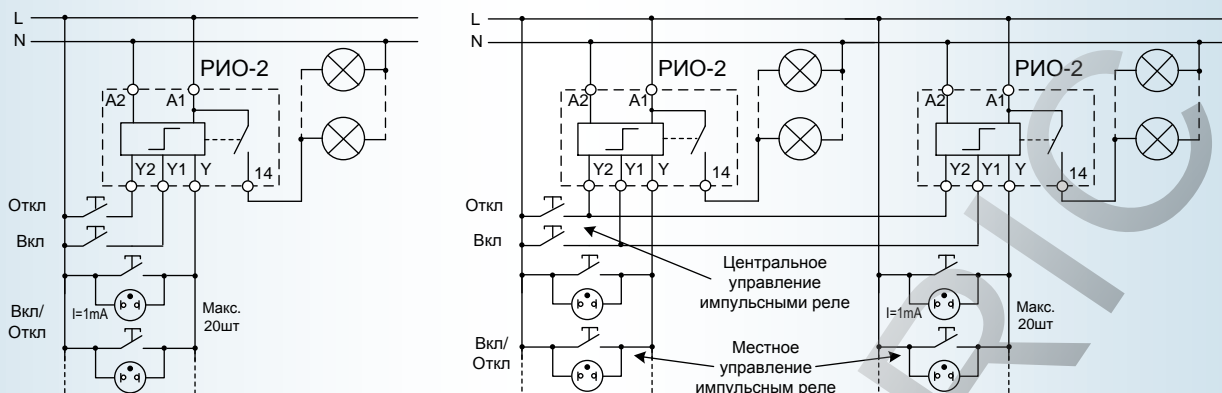 L
N
РИО-2
A2
A1
Y2
Y1
Y
14
Откл
Вкл
Вкл/
Откл
I=1mA
Макс.
20шт
L
N
РИО-2
A2
A1
Y2
Y1
Y
14
РИО-2
A2
A1
Y2
Y1
Y
14
Откл
Вкл
Центральное
управление
импульсными реле
I=1mA
Макс.
20шт
Вкл/
Откл
Местное
управление
импульсным реле
RIC